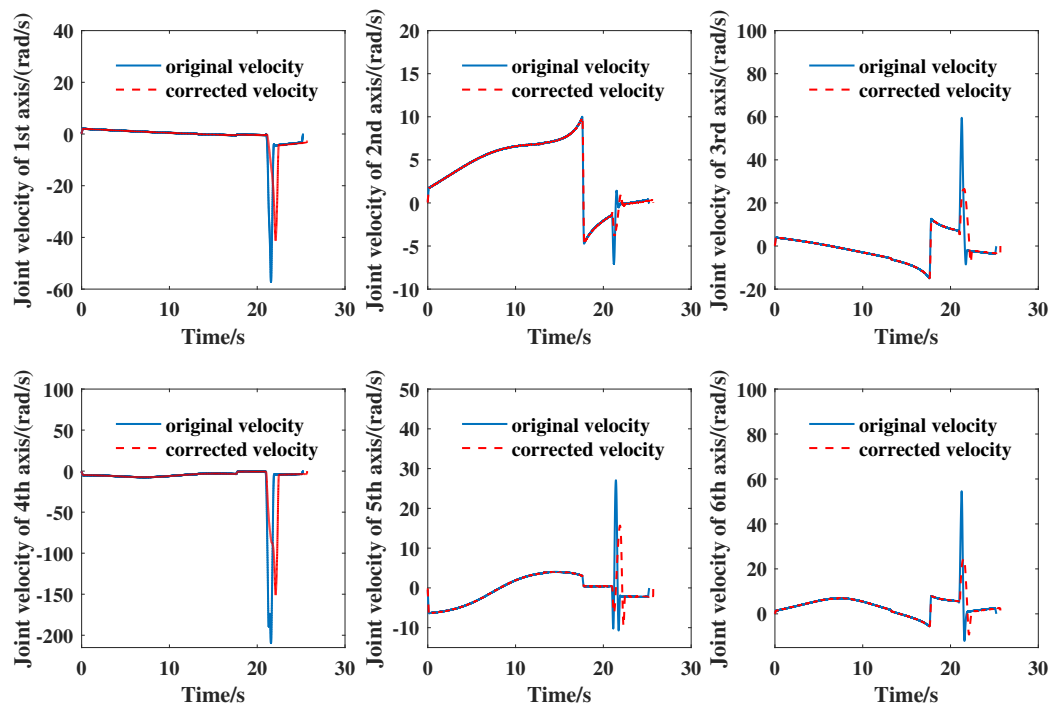 Joint velocity of 1st axis/(rad/s)
40
20
0
-20
-40
-60
original velocity
corrected velocity
0
10
20
30
Time/s
Joint velocity of 2nd axis/(rad/s)
20
15
10
5
0
-5
-10
original velocity
corrected velocity
0
10
20
30
Time/s
Joint velocity of 3rd axis/(rad/s)
100
80
60
40
20
0
-20
original velocity
corrected velocity
0
10
20
30
Time/s
Joint velocity of 4th axis/(rad/s)
100
50
0
-50
-100
-150
-200
original velocity
corrected velocity
0
10
20
30
Time/s
Joint velocity of 5th axis/(rad/s)
50
40
30
20
10
0
-10
original velocity
corrected velocity
0
10
20
30
Time/s
Joint velocity of 6th axis/(rad/s)
100
80
60
40
20
0
original velocity
corrected velocity
0
10
20
30
Time/s